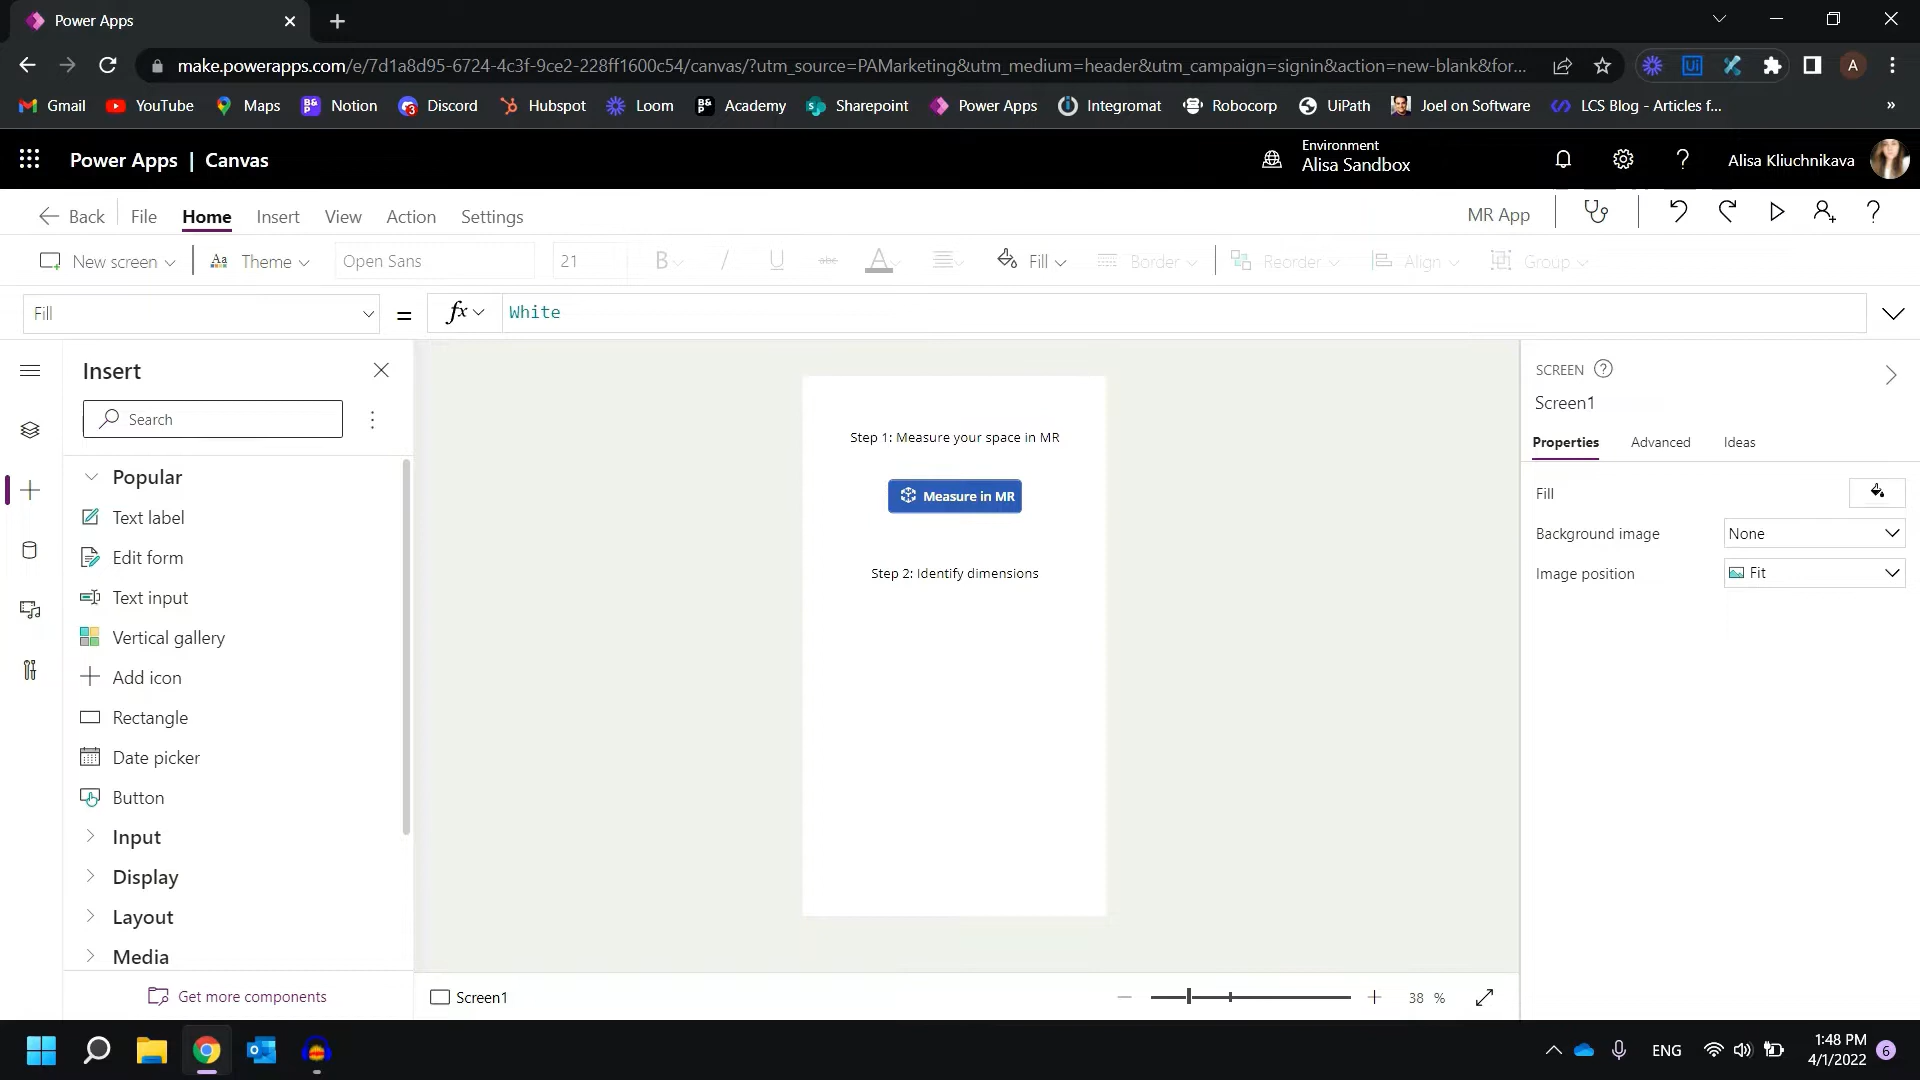 Power Apps
make.powerapps.com/e/7d1a8d95-6724-4c3f-9ce2-228ff1600c54/canvas/?utm_source=PAMarketing&utm_medium=header&utm_campaign=signin&action=new-blank&for...
Ui
A
Gmail YouTube Maps B&P Notion 3 Discord Hubspot Loom B&P Academy Sharepoint Power Apps Integromat Robocorp UiPath Joel on Software LCS Blog - Articles f... »
Power Apps | Canvas
Environment
Alisa Sandbox
? Alisa Kliuchnikava
Back File Home Insert View Action Settings MR App ?
New screen Aa Theme Open Sans 21 B / U abc A Fill Border Reorder Align Group
Fill = fx White
Insert
Search
Popular
Text label
Edit form
Text input
Vertical gallery
Add icon
Rectangle
Date picker
Button
Input
Display
Layout
Media
Get more components
Step 1: Measure your space in MR
Measure in MR
Step 2: Identify dimensions
Screen1
38 %
SCREEN ?
Screen1
Properties Advanced Ideas
Fill
Background image None
Image position Fit
ENG
1:48 PM
4/1/2022
6